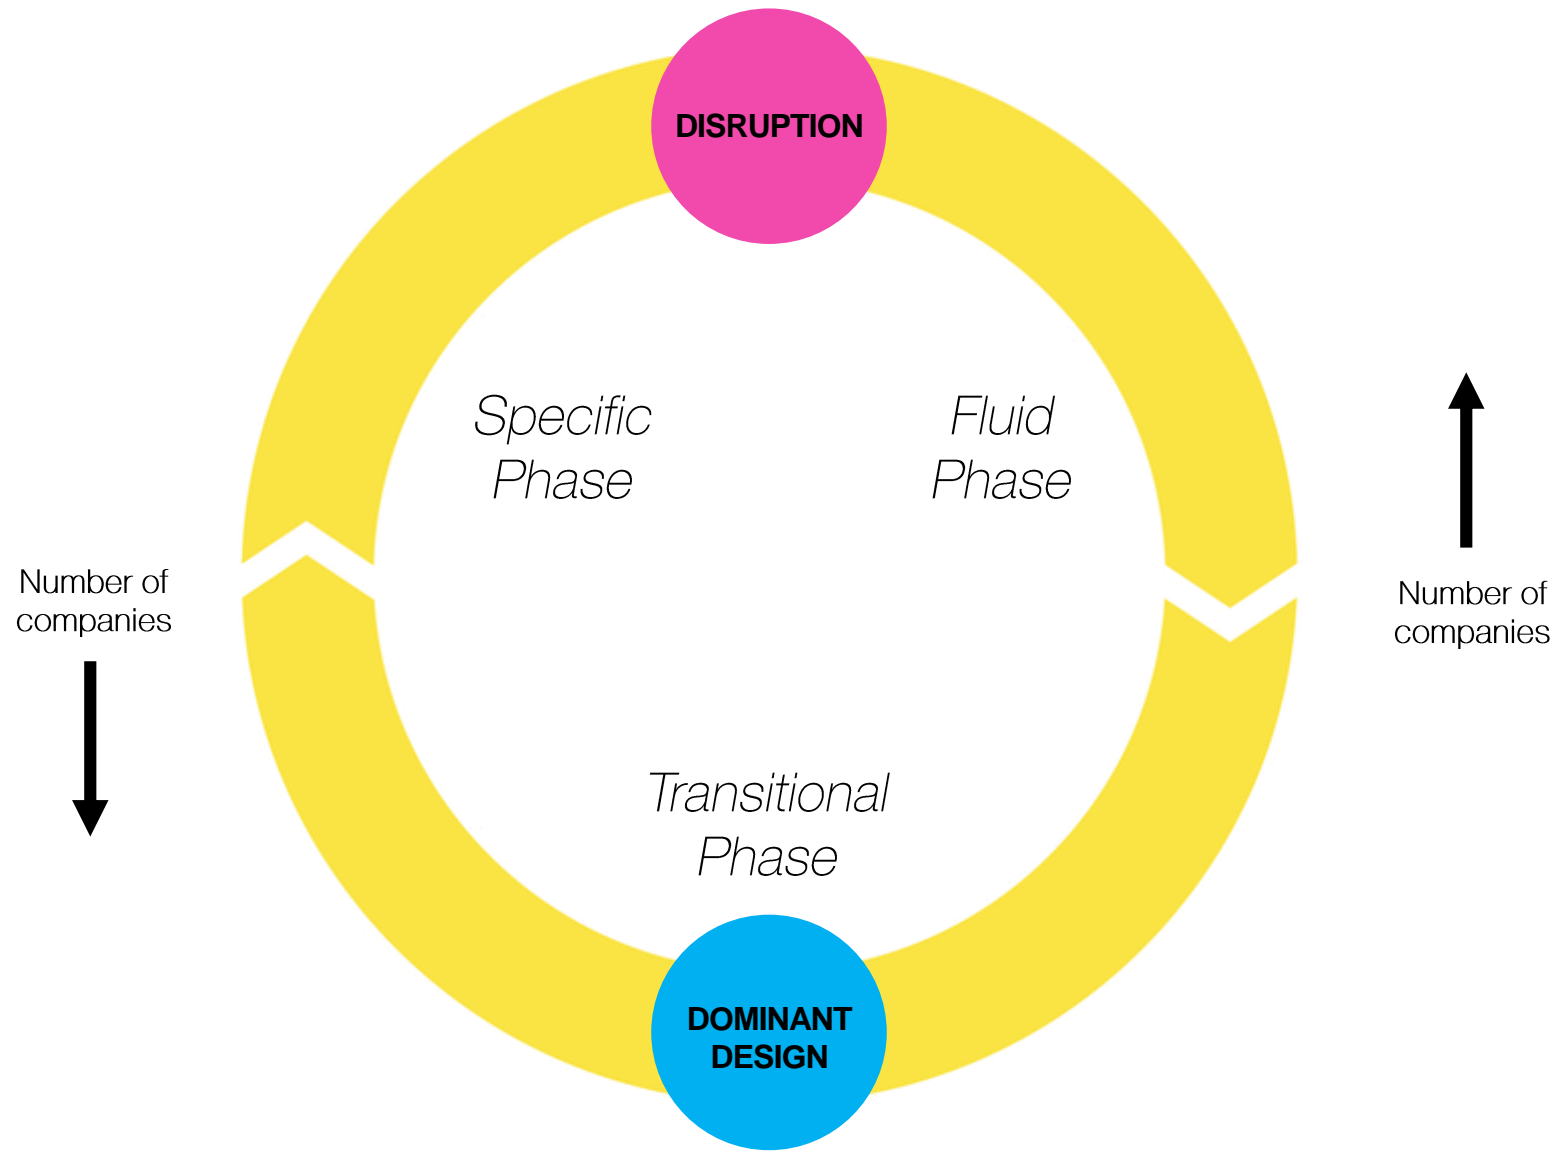 DISRUPTION
Specific
Phase
Fluid
Phase
Number of
companies
Number of
companies
Transitional
Phase
DOMINANT
DESIGN